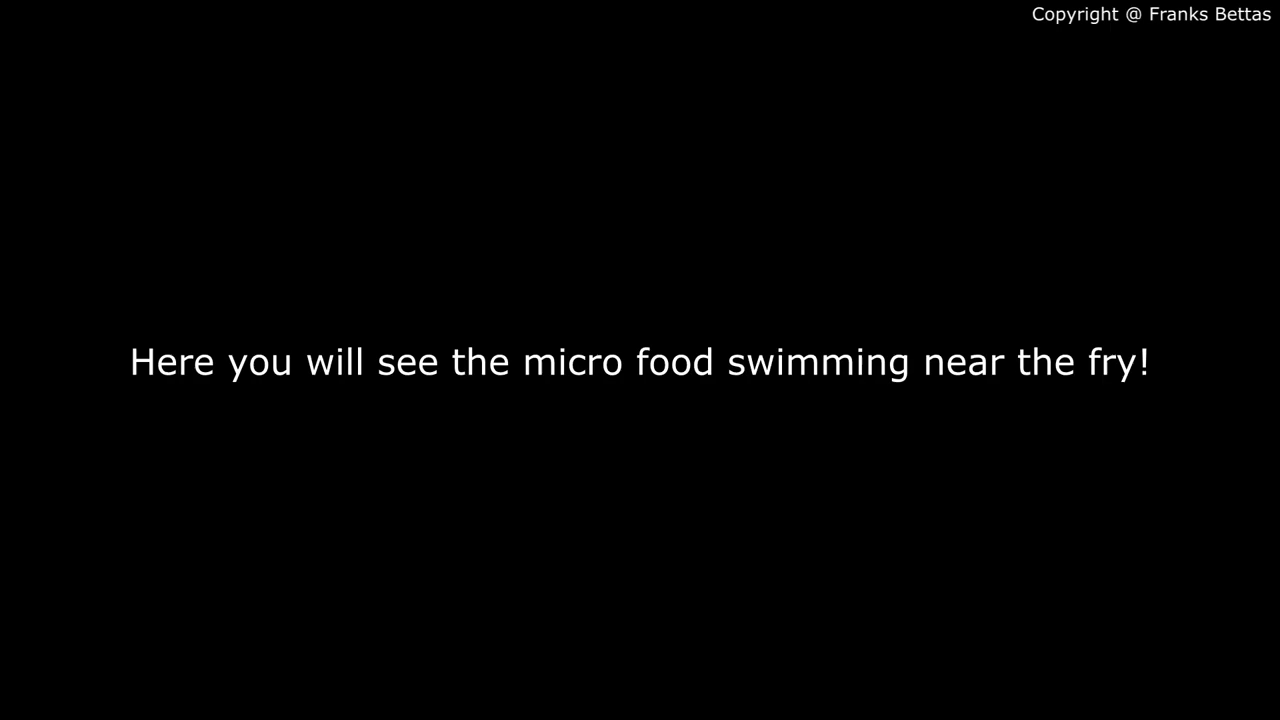 Copyright @ Franks Bettas
Here you will see the micro food swimming near the fry!